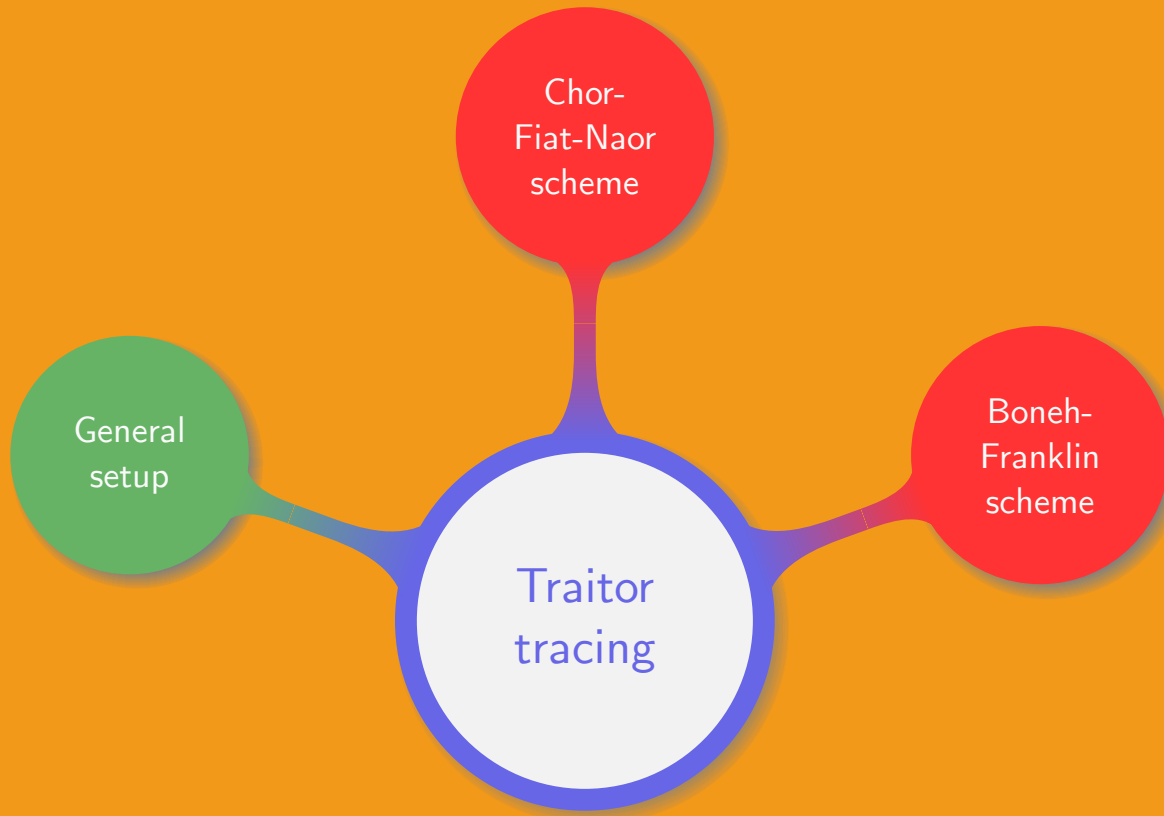 Chor-
Fiat-Naor
scheme
General
setup
Boneh-
Franklin
scheme
Traitor
tracing